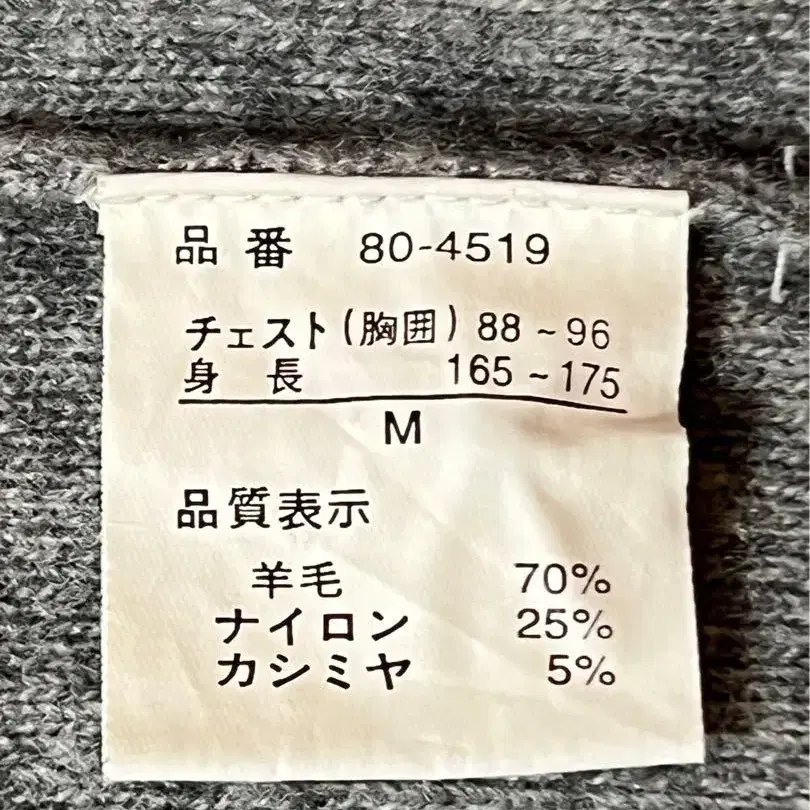 品番 80-4519
チェスト(胸囲) 88~96
身長 165~175
M
品質表示
羊毛 70%
ナイロン 25%
カシミヤ 5%